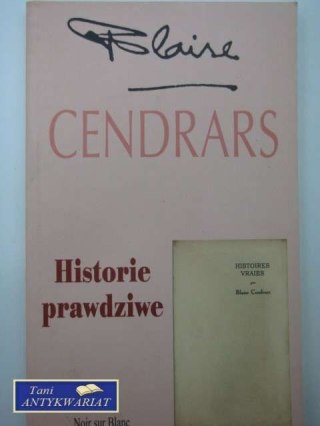 Blaise
CENDRARS
Historie
prawdziwe
HISTOIRES
VRAIES
par
Blaise Cendrars
Noir sur Blanc
Tani
ANTYKWARIAT